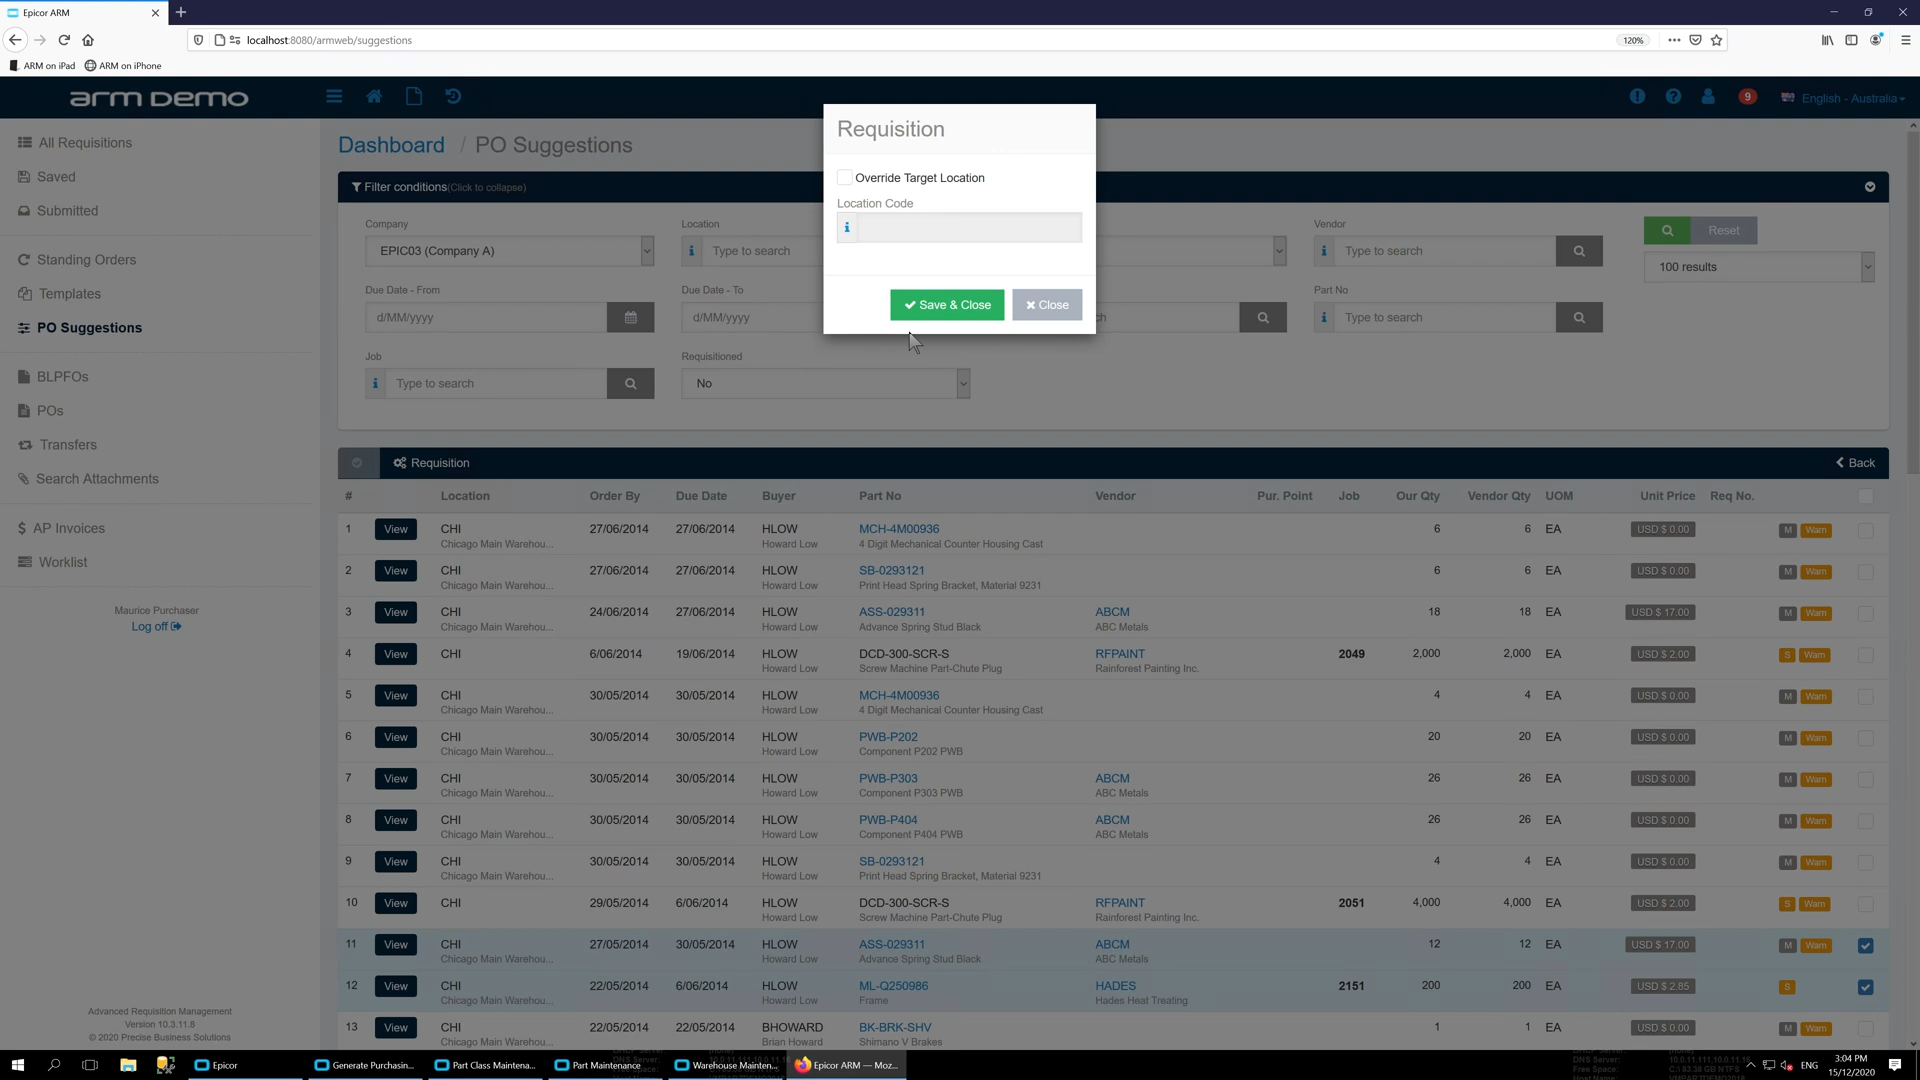 Epicor ARM
localhost:8080/armweb/suggestions
120%
ARM on iPad
ARM on iPhone
arm Demo
9
English - Australia
All Requisitions
Saved
Submitted
Standing Orders
Templates
PO Suggestions
BLPFOs
POs
Transfers
Search Attachments
AP Invoices
Worklist
Maurice Purchaser
Log off
Advanced Requisition Management
Version 10.3.11.8
© 2020 Precise Business Solutions
Dashboard / PO Suggestions
Filter conditions(Click to collapse)
Company
EPIC03 (Company A)
Location
Type to search
Vendor
Type to search
Reset
100 results
Due Date - From
d/MM/yyyy
Due Date - To
d/MM/yyyy
Part No
Type to search
Job
Type to search
Requisitioned
No
Requisition
Override Target Location
Location Code
Save & Close
Close
Requisition
Back
# Location Order By Due Date Buyer Part No Vendor Pur. Point Job Our Qty Vendor Qty UOM Unit Price Req No.
1 View CHI 27/06/2014 27/06/2014 HLOW MCH-4M00936 6 6 EA USD $ 0.00 M Warn
Chicago Main Warehou... Howard Low 4 Digit Mechanical Counter Housing Cast
2 View CHI 27/06/2014 27/06/2014 HLOW SB-0293121 6 6 EA USD $ 0.00 M Warn
Chicago Main Warehou... Howard Low Print Head Spring Bracket, Material 9231
3 View CHI 24/06/2014 27/06/2014 HLOW ASS-029311 ABCM 18 18 EA USD $ 17.00 M Warn
Chicago Main Warehou... Howard Low Advance Spring Stud Black ABC Metals
4 View CHI 6/06/2014 19/06/2014 HLOW DCD-300-SCR-S RFPAINT 2049 2,000 2,000 EA USD $ 2.00 S Warn
Chicago Main Warehou... Howard Low Screw Machine Part-Chute Plug Rainforest Painting Inc.
5 View CHI 30/05/2014 30/05/2014 HLOW MCH-4M00936 4 4 EA USD $ 0.00 M Warn
Chicago Main Warehou... Howard Low 4 Digit Mechanical Counter Housing Cast
6 View CHI 30/05/2014 30/05/2014 HLOW PWB-P202 20 20 EA USD $ 0.00 M Warn
Chicago Main Warehou... Howard Low Component P202 PWB
7 View CHI 30/05/2014 30/05/2014 HLOW PWB-P303 ABCM 26 26 EA USD $ 0.00 M Warn
Chicago Main Warehou... Howard Low Component P303 PWB ABC Metals
8 View CHI 30/05/2014 30/05/2014 HLOW PWB-P404 ABCM 26 26 EA USD $ 0.00 M Warn
Chicago Main Warehou... Howard Low Component P404 PWB ABC Metals
9 View CHI 30/05/2014 30/05/2014 HLOW SB-0293121 4 4 EA USD $ 0.00 M Warn
Chicago Main Warehou... Howard Low Print Head Spring Bracket, Material 9231
10 View CHI 29/05/2014 6/06/2014 HLOW DCD-300-SCR-S RFPAINT 2051 4,000 4,000 EA USD $ 2.00 S Warn
Chicago Main Warehou... Howard Low Screw Machine Part-Chute Plug Rainforest Painting Inc.
11 View CHI 27/05/2014 30/05/2014 HLOW ASS-029311 ABCM 12 12 EA USD $ 17.00 M Warn
Chicago Main Warehou... Howard Low Advance Spring Stud Black ABC Metals
12 View CHI 22/05/2014 6/06/2014 HLOW ML-Q250986 HADES 2151 200 200 EA USD $ 2.85 S
Chicago Main Warehou... Howard Low Frame Hades Heat Treating
13 View CHI 22/05/2014 22/05/2014 BHOWARD BK-BRK-SHV 1 1 EA USD $ 0.00 M Warn
Chicago Main Warehou... Brian Howard Shimano V Brakes
Epicor
Generate Purchasin...
Part Class Maintena...
Part Maintenance
Warehouse Mainten...
Epicor ARM — Moz...
ENG
3:04 PM
15/12/2020